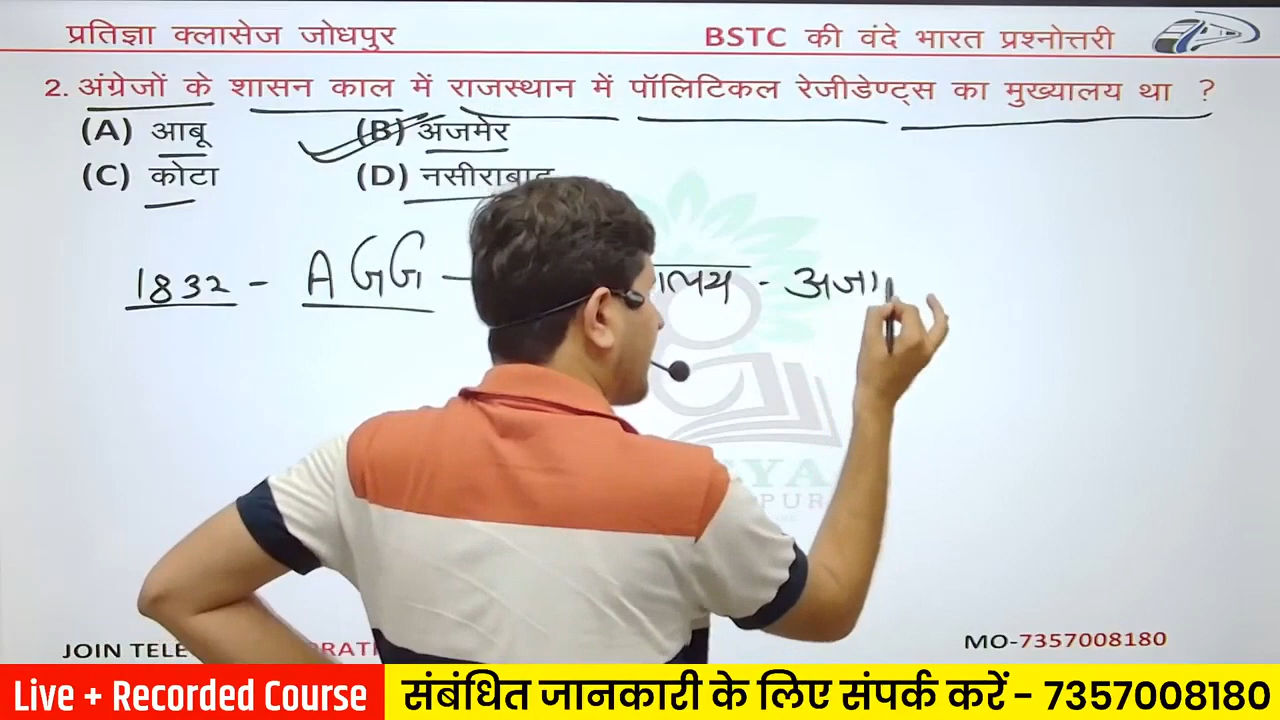 प्रतिज्ञा क्लासेज जोधपुर
BSTC की वंदे भारत प्रश्नोत्तरी
2. अंग्रेजों के शासन काल में राजस्थान में पॉलिटिकल रेजीडेण्ट्स का मुख्यालय था ?
(A) आबू
(B) अजमेर
(C) कोटा
(D) नसीराबाद
1832 - AGG -
- अज
JOIN TELE
MO-7357008180
Live + Recorded Course
संबंधित जानकारी के लिए संपर्क करें - 7357008180